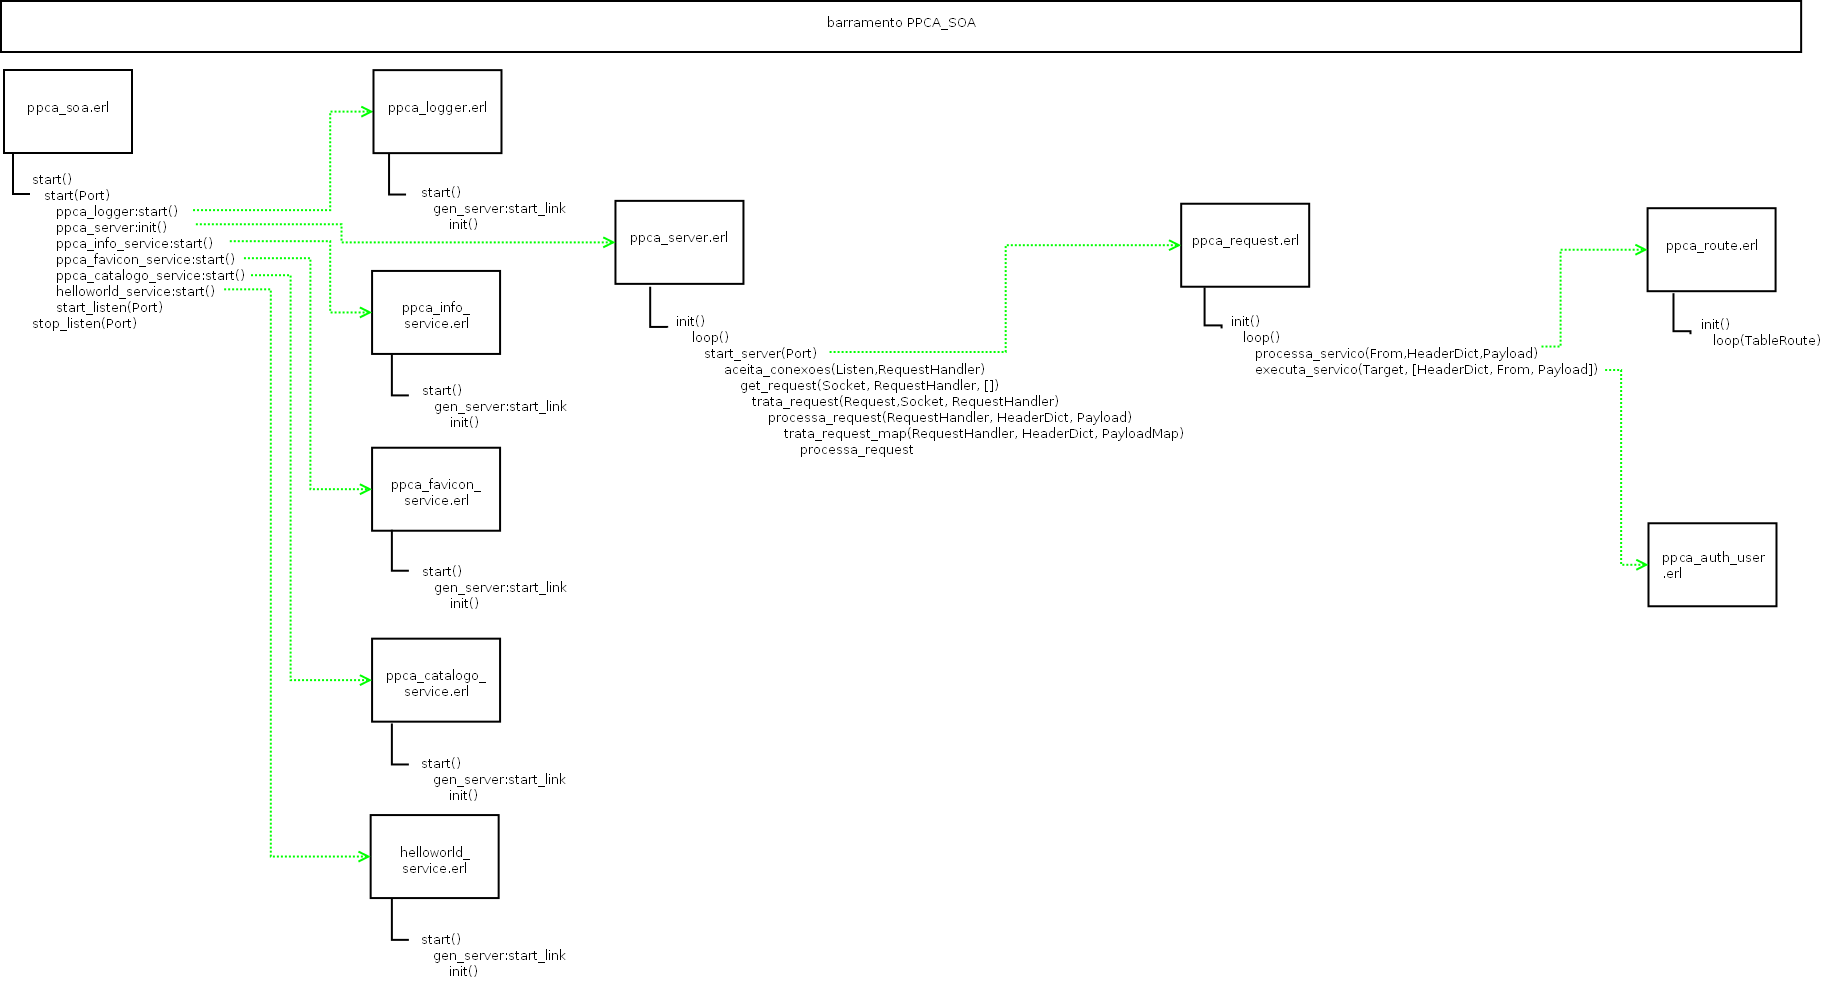 barramento PPCA_SOA
ppca_soa.erl
start()
start(Port)
ppca_logger:start()
ppca_server:init()
ppca_info_service:start()
ppca_favicon_service:start()
ppca_catalogo_service:start()
helloworld_service:start()
start_listen(Port)
stop_listen(Port)
ppca_logger.erl
start()
gen_server:start_link
init()
ppca_info_
service.erl
start()
gen_server:start_link
init()
ppca_favicon_
service.erl
start()
gen_server:start_link
init()
ppca_catalogo_
service.erl
start()
gen_server:start_link
init()
helloworld_
service.erl
start()
gen_server:start_link
init()
ppca_server.erl
init()
loop()
start_server(Port)
aceita_conexoes(Listen,RequestHandler)
get_request(Socket, RequestHandler, [])
trata_request(Request,Socket, RequestHandler)
processa_request(RequestHandler, HeaderDict, Payload)
trata_request_map(RequestHandler, HeaderDict, PayloadMap)
processa_request
ppca_request.erl
init()
loop()
processa_servico(From,HeaderDict,Payload)
executa_servico(Target, [HeaderDict, From, Payload])
ppca_route.erl
init()
loop(TableRoute)
ppca_auth_user
.erl